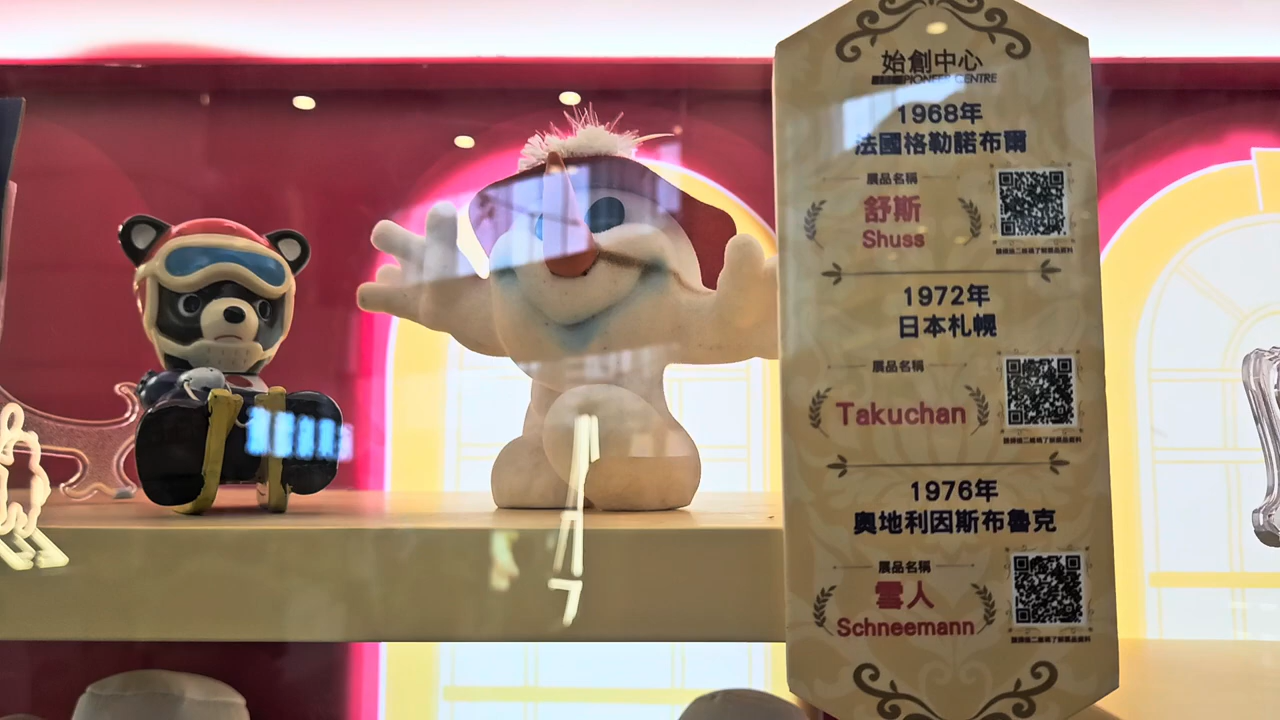 始創中心
PIONEER CENTRE
1968年
法國格勒諾布爾
展品名稱
舒斯
Shuss
1972年
日本札幌
展品名稱
Takuchan
1976年
奧地利因斯布魯克
展品名稱
雪人
Schneemann